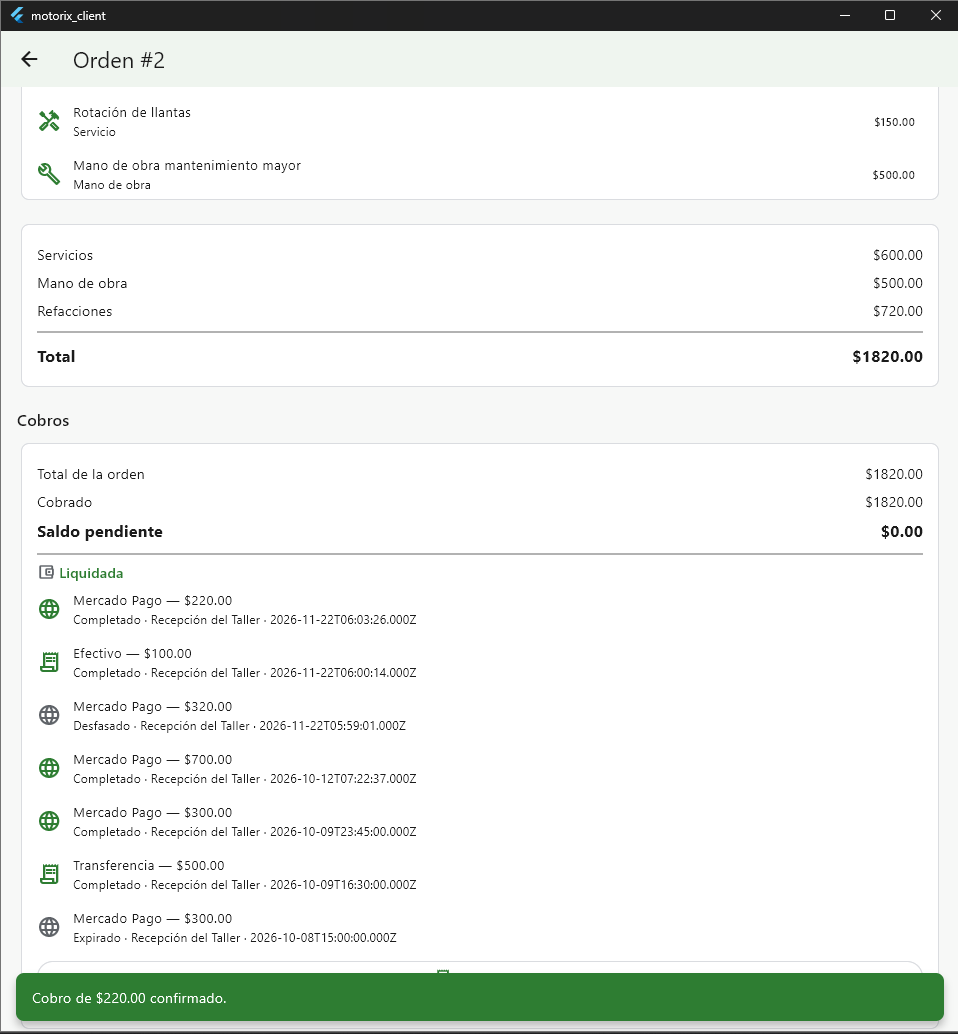 motorix_client
Orden #2
Rotación de llantas
Servicio
$150.00
Mano de obra mantenimiento mayor
Mano de obra
$500.00
Servicios $600.00
Mano de obra $500.00
Refacciones $720.00
Total $1820.00
Cobros
Total de la orden $1820.00
Cobrado $1820.00
Saldo pendiente $0.00
Liquidada
Mercado Pago — $220.00
Completado · Recepción del Taller · 2026-11-22T06:03:26.000Z
Efectivo — $100.00
Completado · Recepción del Taller · 2026-11-22T06:00:14.000Z
Mercado Pago — $320.00
Desfasado · Recepción del Taller · 2026-11-22T05:59:01.000Z
Mercado Pago — $700.00
Completado · Recepción del Taller · 2026-10-12T07:22:37.000Z
Mercado Pago — $300.00
Completado · Recepción del Taller · 2026-10-09T23:45:00.000Z
Transferencia — $500.00
Completado · Recepción del Taller · 2026-10-09T16:30:00.000Z
Mercado Pago — $300.00
Expirado · Recepción del Taller · 2026-10-08T15:00:00.000Z
Cobro de $220.00 confirmado.